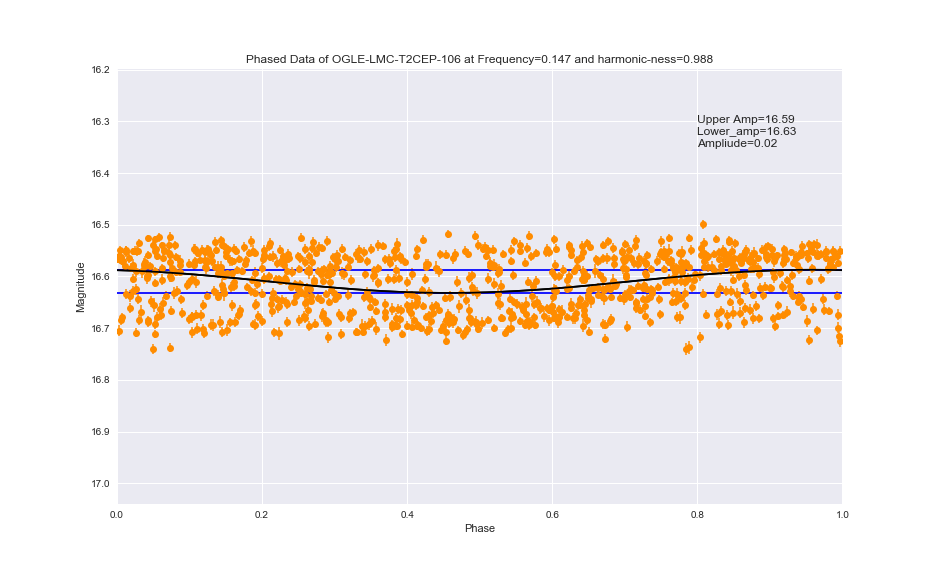 Phased Data of OGLE-LMC-T2CEP-106 at Frequency=0.147 and harmonic-ness=0.988
16.2
16.3
16.4
16.5
16.6
16.7
16.8
16.9
17.0
Magnitude
Upper Amp=16.59
Lower_amp=16.63
Ampliude=0.02
0.0
0.2
0.4
0.6
0.8
1.0
Phase